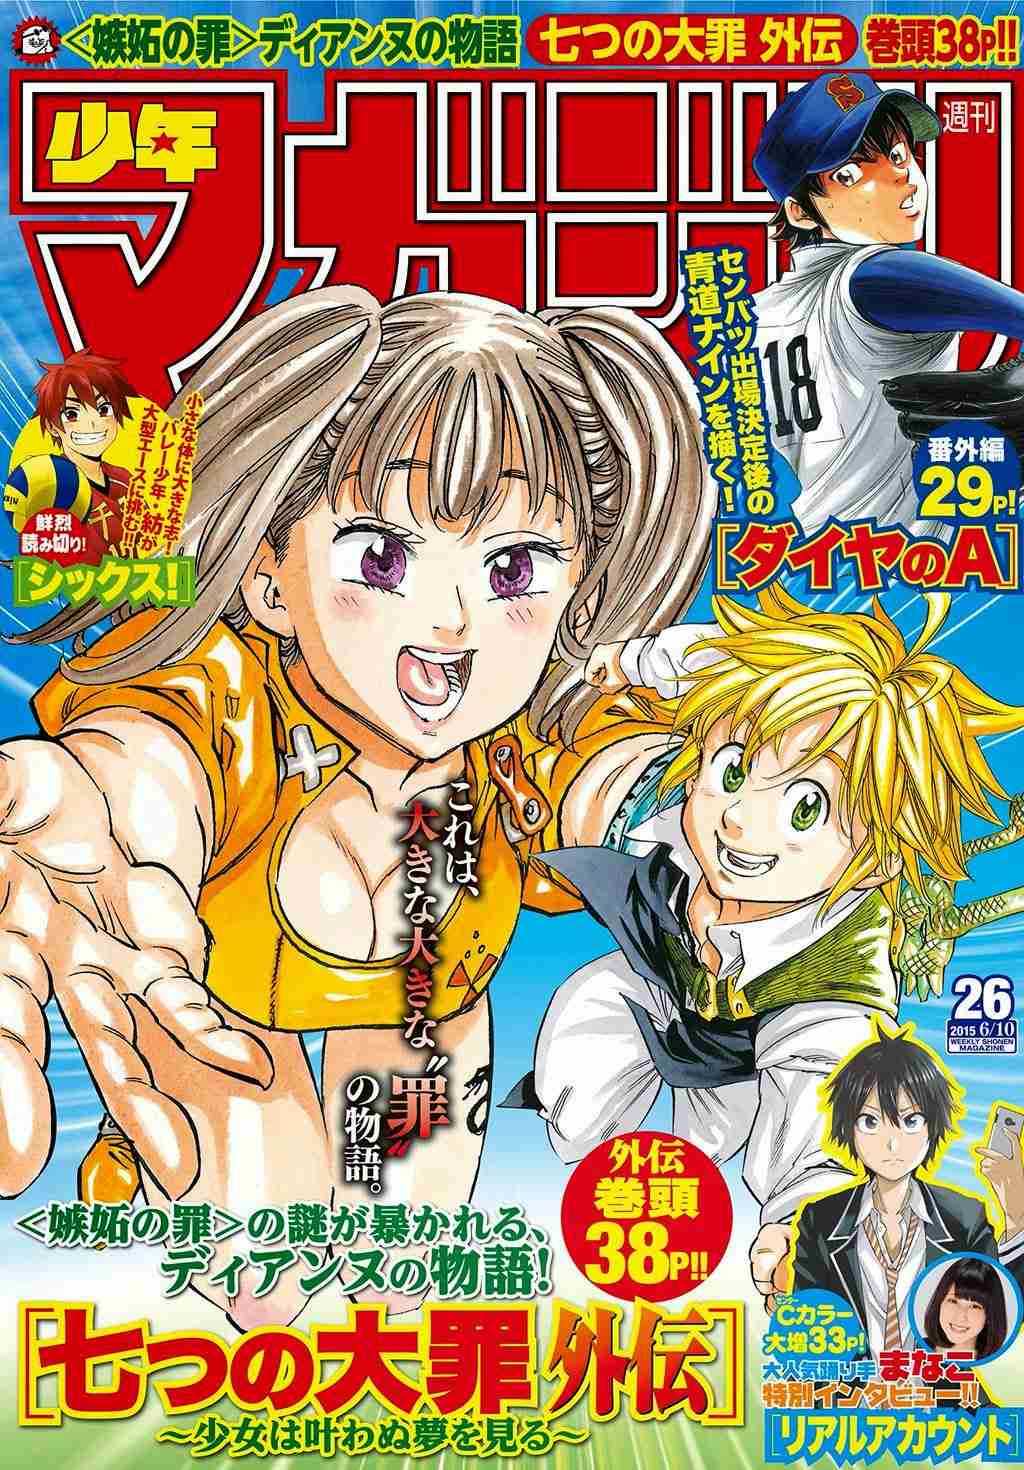 <嫉妬の罪>ディアンヌの物語 七つの大罪 外伝 巻頭38P!!
少年
マガジン
週刊
センバツ出場決定後の
青道ナインを描く!
18
番外編
29P!
[ダイヤのA]
小さな体に大きな志!
バレー少年・紡が
大型エースに挑む!!
鮮烈
読み切り!
[シックス!]
これは、
大きな大きな
“罪”
の物語。
26
2015 6/10
WEEKLY SHONEN
MAGAZINE
外伝
巻頭
38P!!
<嫉妬の罪>の謎が暴かれる、
ディアンヌの物語!
[七つの大罪 外伝]
~少女は叶わぬ夢を見る~
センター
Cカラー
大増33P!
大人気踊り手 まなこ
特別インタビュー!!
[リアルアカウント]